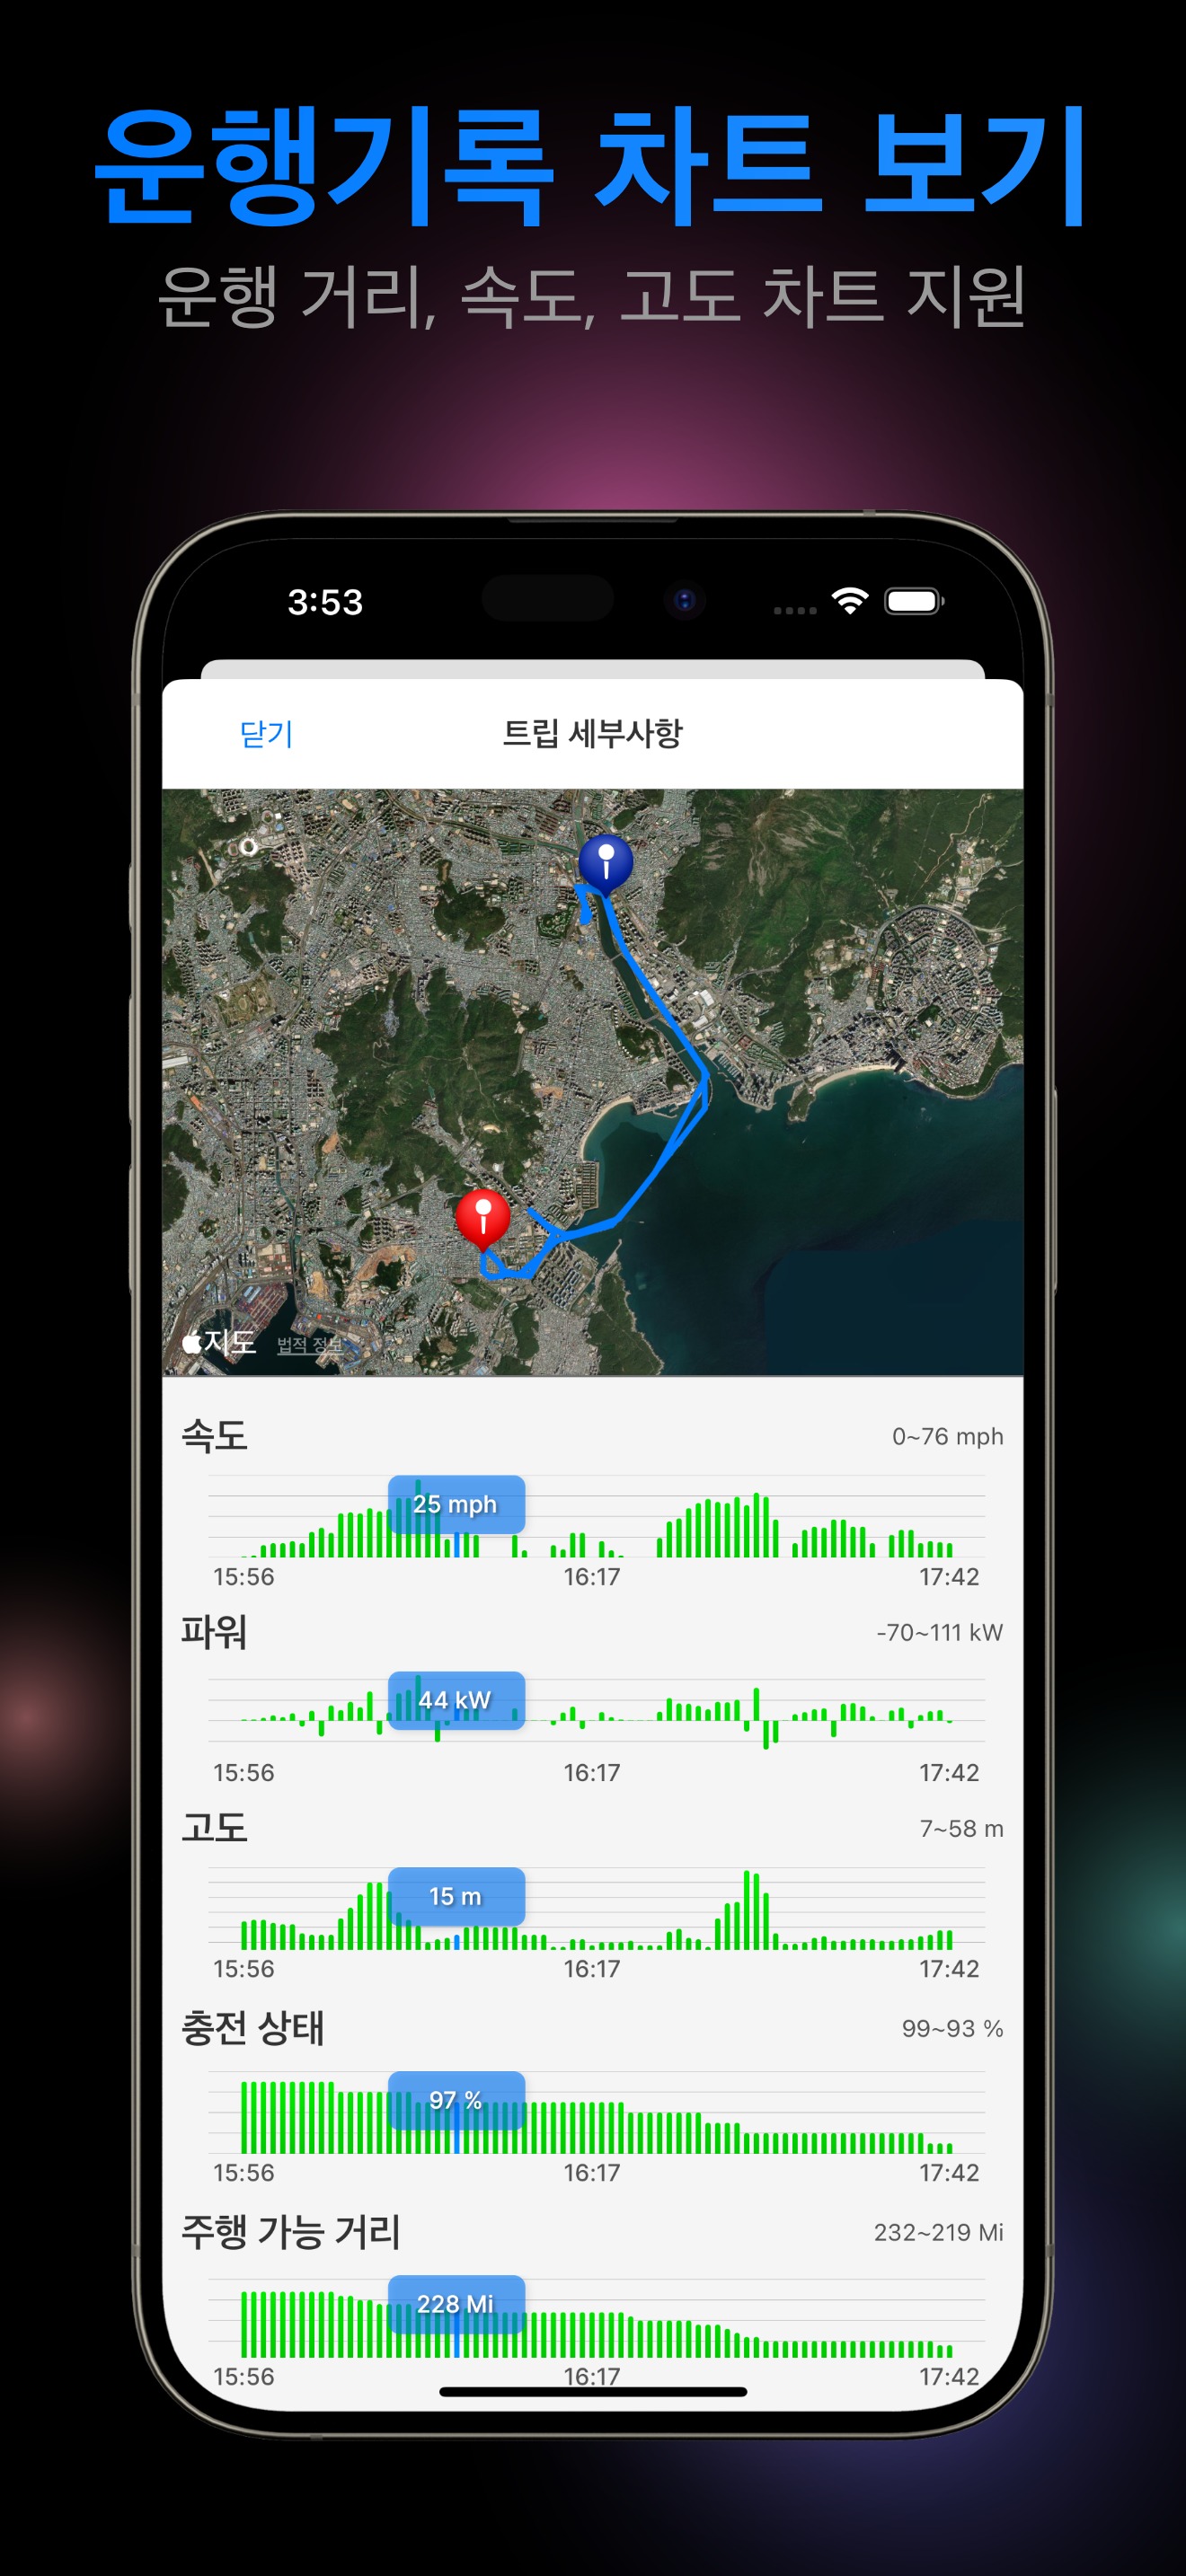 운행기록 차트 보기
운행 거리, 속도, 고도 차트 지원
3:53
닫기 트립 세부사항
지도 법적 정보
속도 0~76 mph
25 mph
15:56 16:17 17:42
파워 -70~111 kW
44 kW
15:56 16:17 17:42
고도 7~58 m
15 m
15:56 16:17 17:42
충전 상태 99~93 %
97 %
15:56 16:17 17:42
주행 가능 거리 232~219 Mi
228 Mi
15:56 16:17 17:42